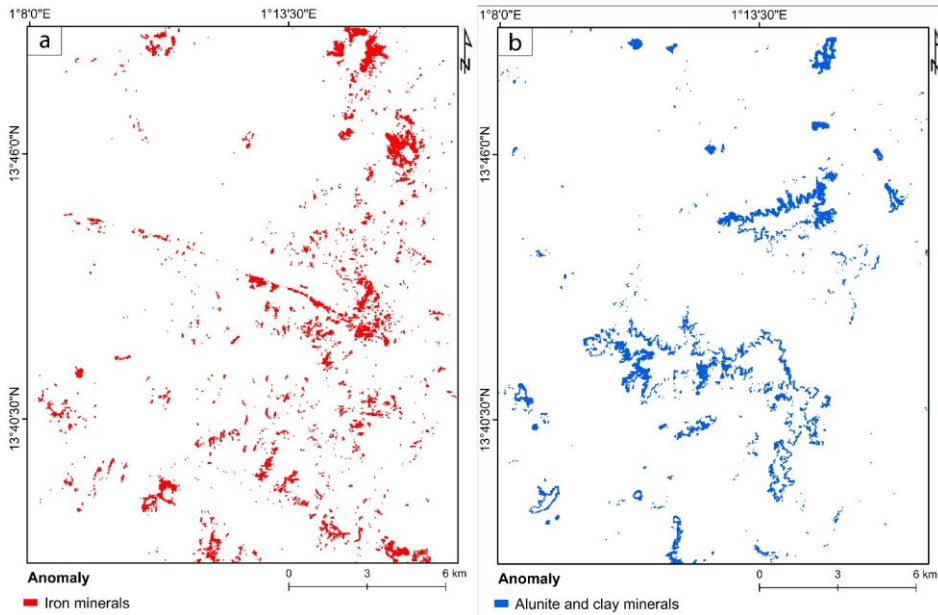 1°8'0"E
1°13'30"E
a
N
13°46'0"N
13°40'30"N
Anomaly
0 3 6 km
Iron minerals
1°8'0"E
1°13'30"E
b
N
13°46'0"N
13°40'30"N
Anomaly
0 3 6 km
Alunite and clay minerals